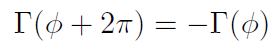 Γ(ϕ + 2π) = −Γ(ϕ)